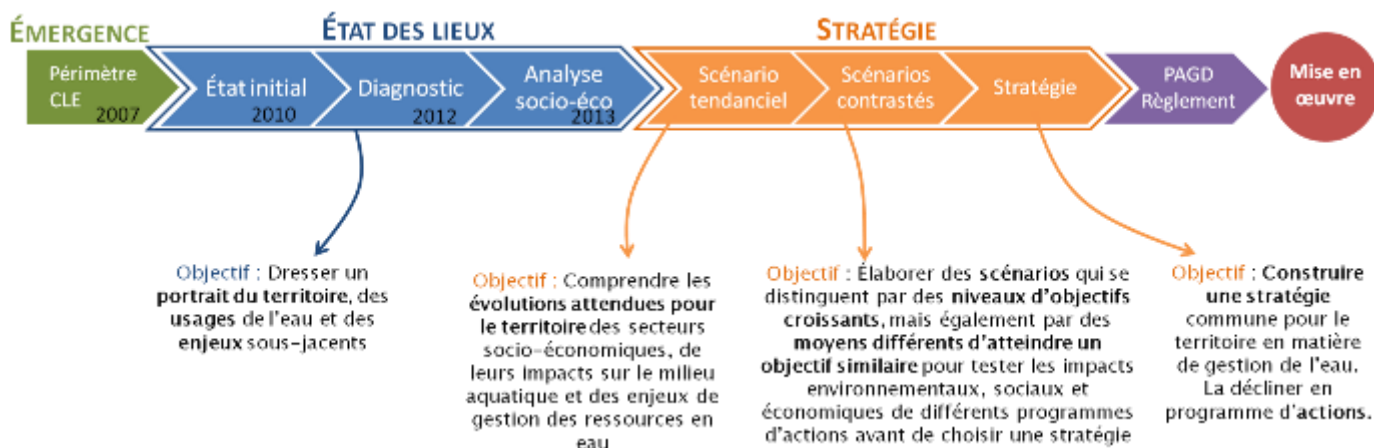 ÉMERGENCE
ÉTAT DES LIEUX
STRATÉGIE
Périmètre
CLE
2007
État initial
2010
Diagnostic
2012
Analyse
socio-éco
2013
Scénario
tendanciel
Scénarios
contrastés
Stratégie
PAGD
Règlement
Mise en
œuvre
Objectif : Dresser un
portrait du territoire, des
usages de l'eau et des
enjeux sous-jacents
Objectif : Comprendre les
évolutions attendues pour
le territoire des secteurs
socio-économiques, de
leurs impacts sur le milieu
aquatique et des enjeux de
gestion des ressources en
eau
Objectif : Élaborer des scénarios qui se
distinguent par des niveaux d'objectifs
croissants, mais également par des
moyens différents d'atteindre un
objectif similaire pour tester les impacts
environnementaux, sociaux et
économiques de différents programmes
d'actions avant de choisir une stratégie
Objectif : Construire
une stratégie
commune pour le
territoire en matière
de gestion de l'eau.
La décliner en
programme d'actions.